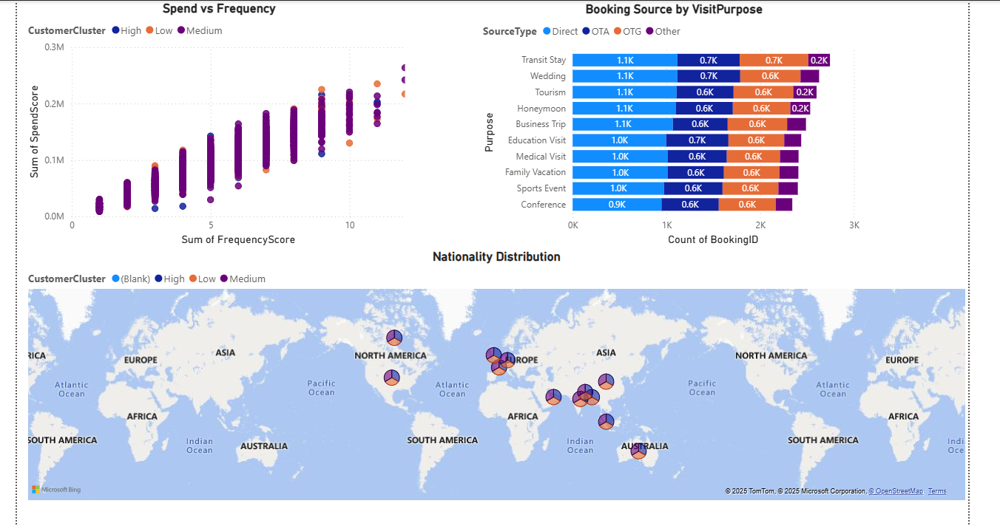 Spend vs Frequency
CustomerCluster High Low Medium
Sum of SpendScore
0.3M
0.2M
0.1M
0.0M
0 5 10
Sum of FrequencyScore
Booking Source by VisitPurpose
SourceType Direct OTA OTG Other
Purpose
Transit Stay 1.1K 0.7K 0.7K 0.2K
Wedding 1.1K 0.7K 0.6K
Tourism 1.1K 0.6K 0.6K 0.2K
Honeymoon 1.1K 0.6K 0.6K 0.2K
Business Trip 1.1K 0.6K 0.6K
Education Visit 1.0K 0.7K 0.6K
Medical Visit 1.0K 0.6K 0.6K
Family Vacation 1.0K 0.6K 0.6K
Sports Event 1.0K 0.6K 0.6K
Conference 0.9K 0.6K 0.6K
0K 1K 2K 3K
Count of BookingID
Nationality Distribution
CustomerCluster (Blank) High Low Medium
RICA EUROPE ASIA NORTH AMERICA ROPE ASIA NORTH AMERICA EUROPE
Atlantic Pacific Atlantic Pacific Atlantic
Ocean Ocean Ocean Ocean Ocean
AFRICA AFRICA AFRICA
SOUTH AMERICA Indian AUSTRALIA SOUTH AMERICA Indian AUSTRALIA SOUTH AMERICA Indi
Ocean Ocean Oce
Microsoft Bing
© 2025 TomTom, © 2025 Microsoft Corporation, © OpenStreetMap Terms